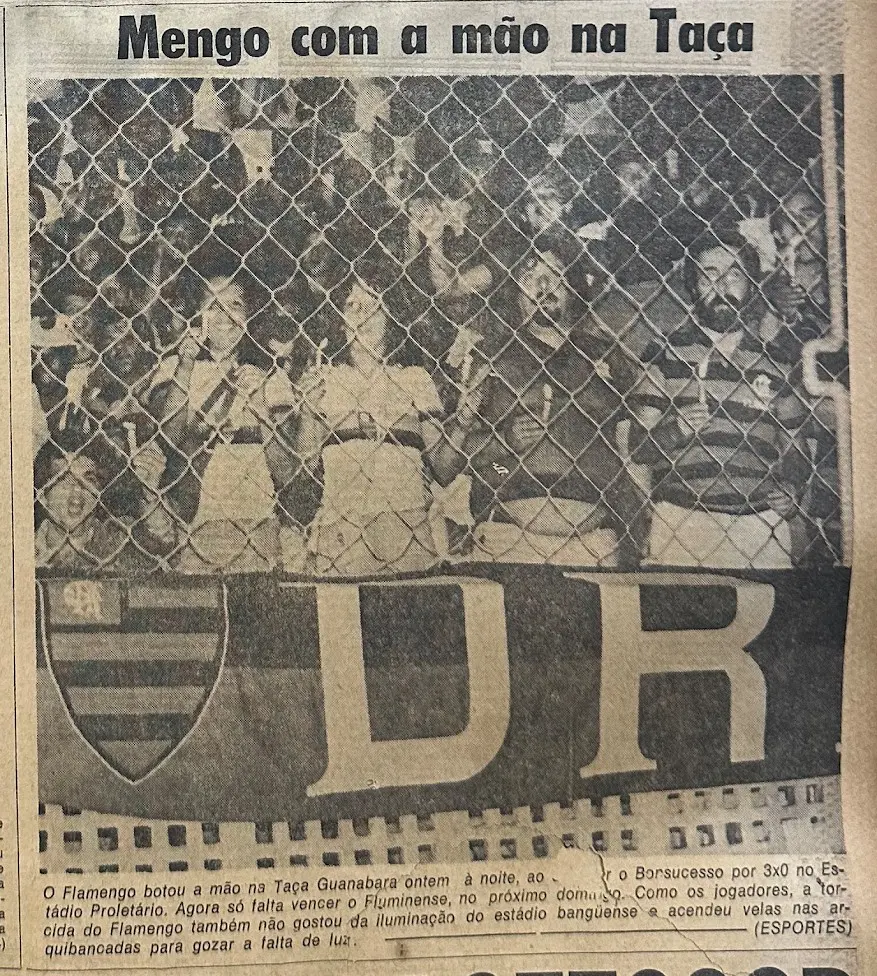 Mengo com a mão na Taça
DR
O Flamengo botou a mão na Taça Guanabara ontem à noite, ao r o Bonsucesso por 3x0 no Es-
tádio Proletário. Agora só falta vencer o Fluminense, no próximo domingo. Como os jogadores, a tor-
cida do Flamengo também não gostou da iluminação do estádio bangüense e acendeu velas nas ar-
quibancadas para gozar a falta de luz.
(ESPORTES)